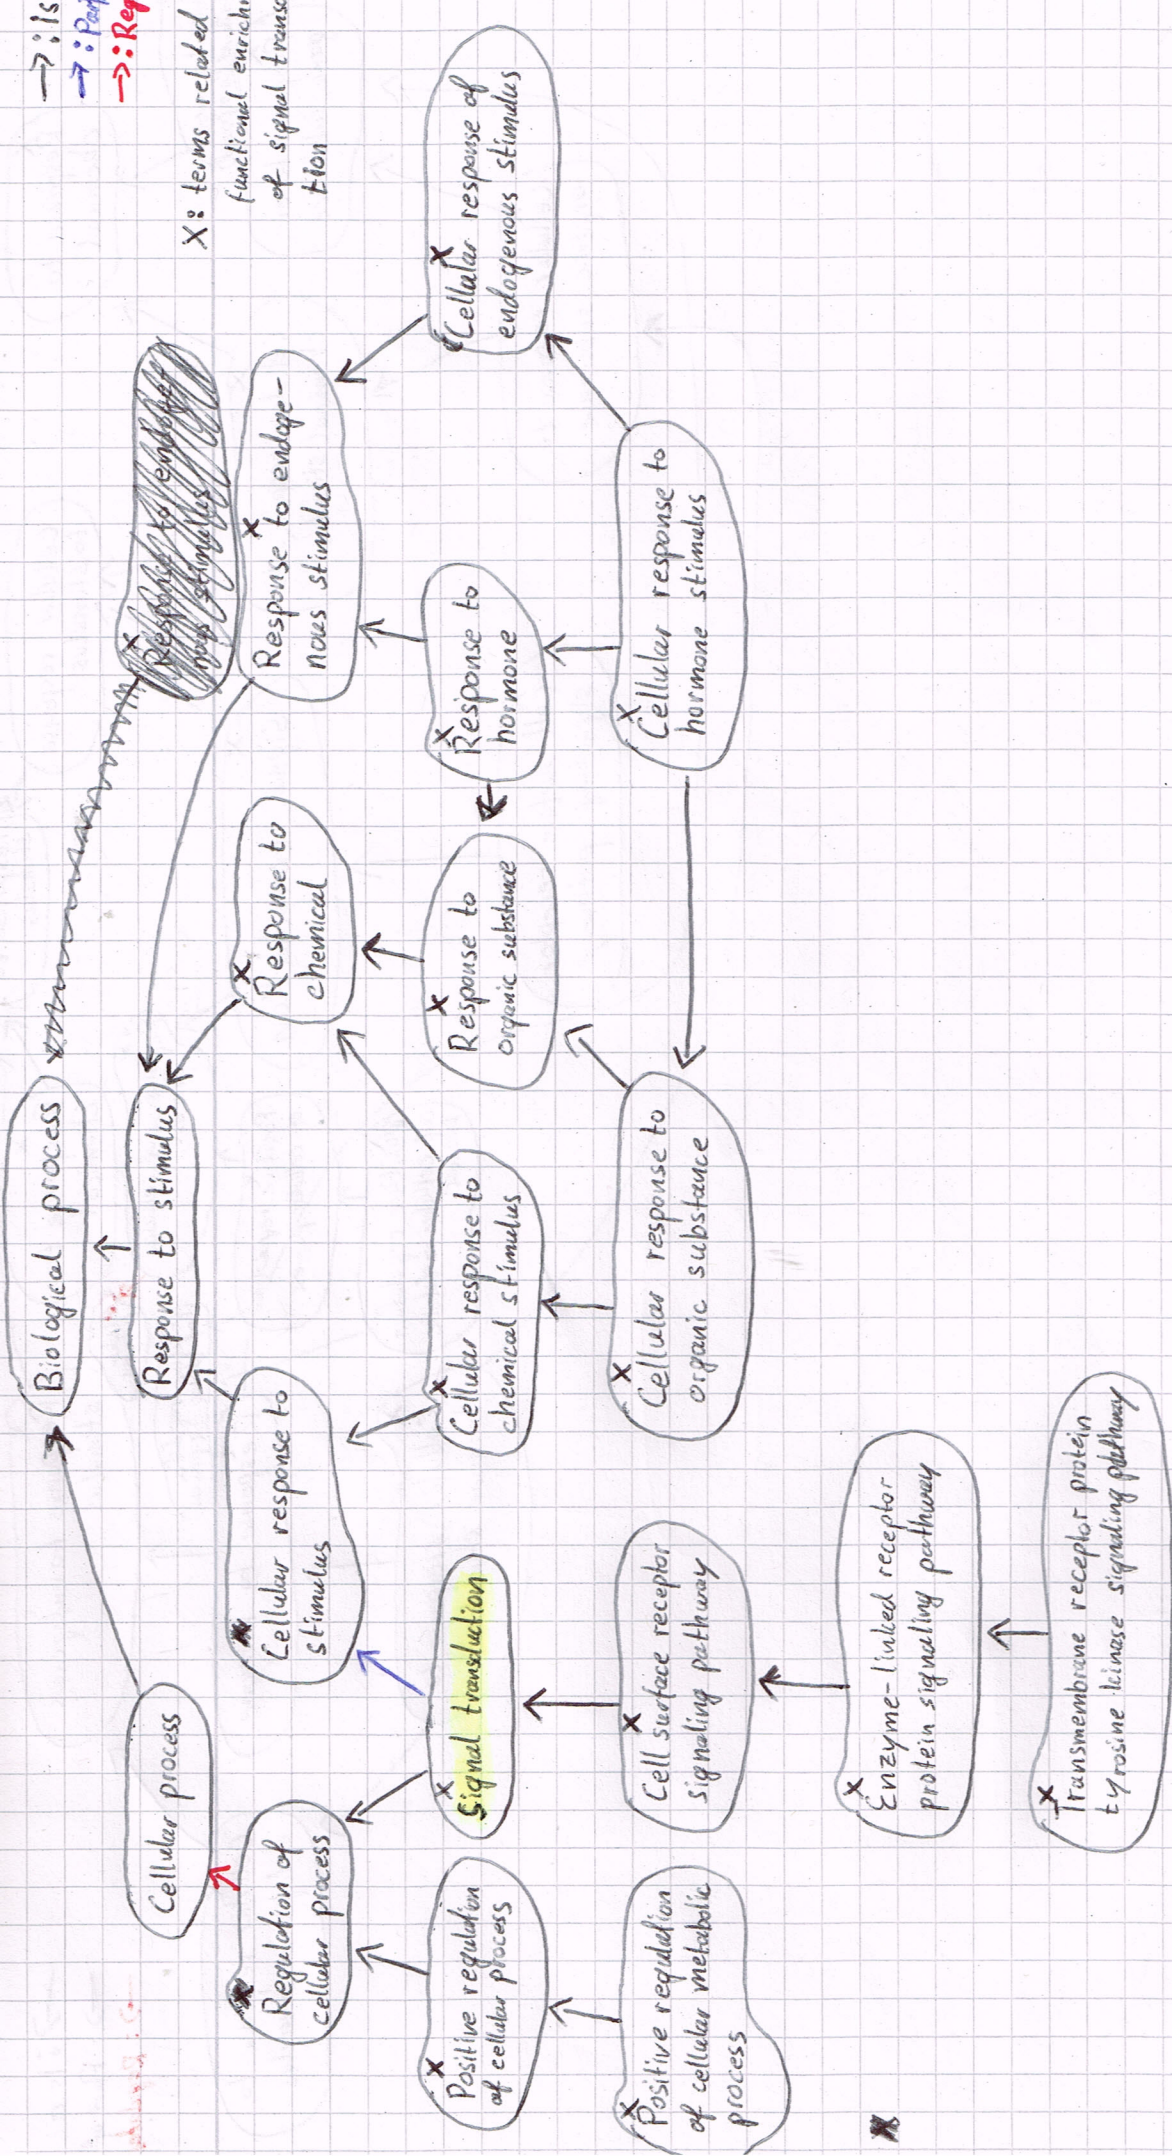 →: Is
→: Par
→: Reg
X: terms related
functional enrich
of signal transc
tion
Biological process
Cellular process
Response to stimulus
Regulation of
cellular process
Cellular response to
stimulus
Response to
chemical
Response to endoge-
nous stimulus
Positive regulation
of cellular process
Signal transduction
Cellular response to
chemical stimulus
Response to
organic substance
Response to
hormone
Cellular response of
endogenous stimulus
Positive regulation
of cellular metabolic
process
Cell surface receptor
signaling pathway
Cellular response to
organic substance
Cellular response to
hormone stimulus
Enzyme-linked receptor
protein signaling pathway
Transmembrane receptor protein
tyrosine kinase signaling pathway